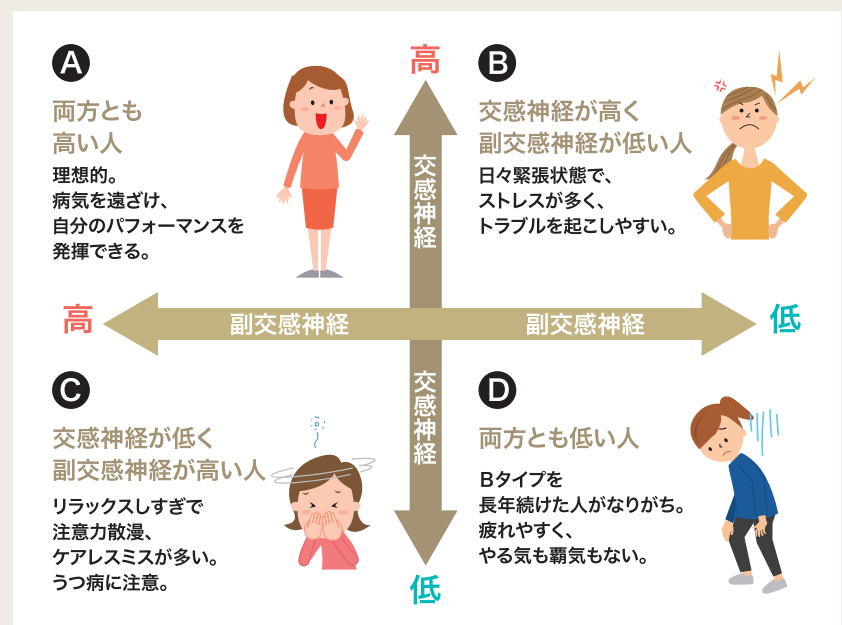 A
両方とも
高い人
理想的。
病気を遠ざけ、
自分のパフォーマンスを
発揮できる。
高
交感神経
B
交感神経が高く
副交感神経が低い人
日々緊張状態で、
ストレスが多く、
トラブルを起こしやすい。
高
副交感神経
副交感神経
低
C
交感神経が低く
副交感神経が高い人
リラックスしすぎで
注意力散漫、
ケアレスミスが多い。
うつ病に注意。
交感神経
低
D
両方とも低い人
Bタイプを
長年続けた人がなりがち。
疲れやすく、
やる気も覇気もない。